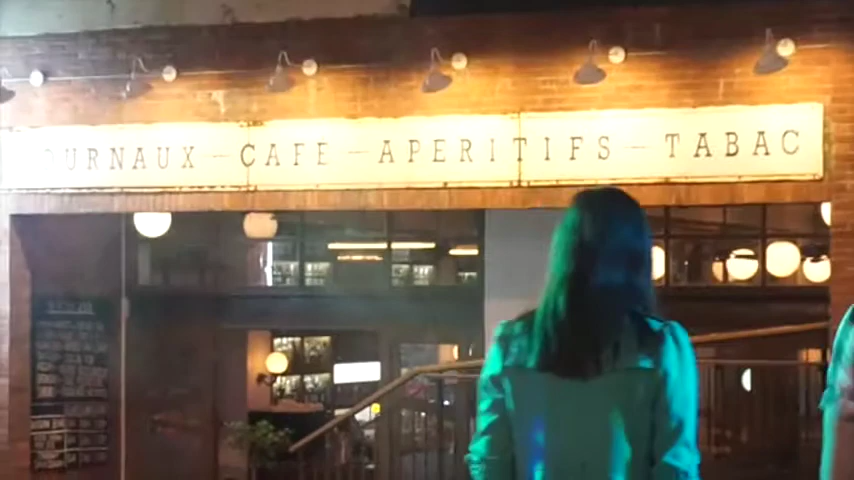 OURNAUX — CAFE — APERITIFS — TABAC